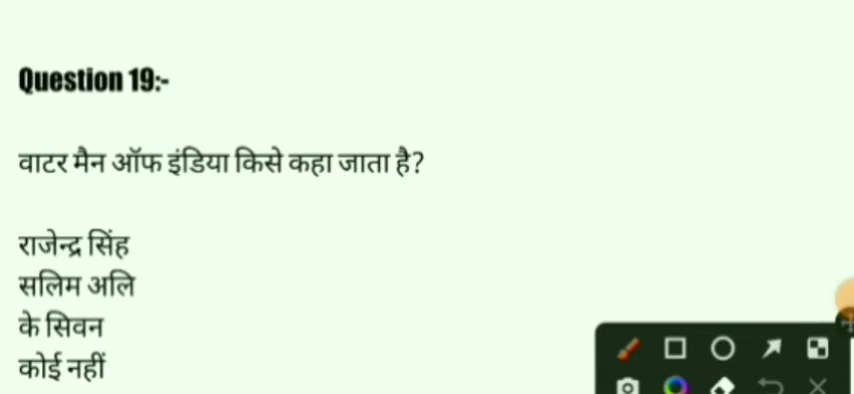 Question 19:-
वाटर मैन ऑफ इंडिया किसे कहा जाता है?
राजेन्द्र सिंह
सलिम अलि
के सिवन
कोई नहीं